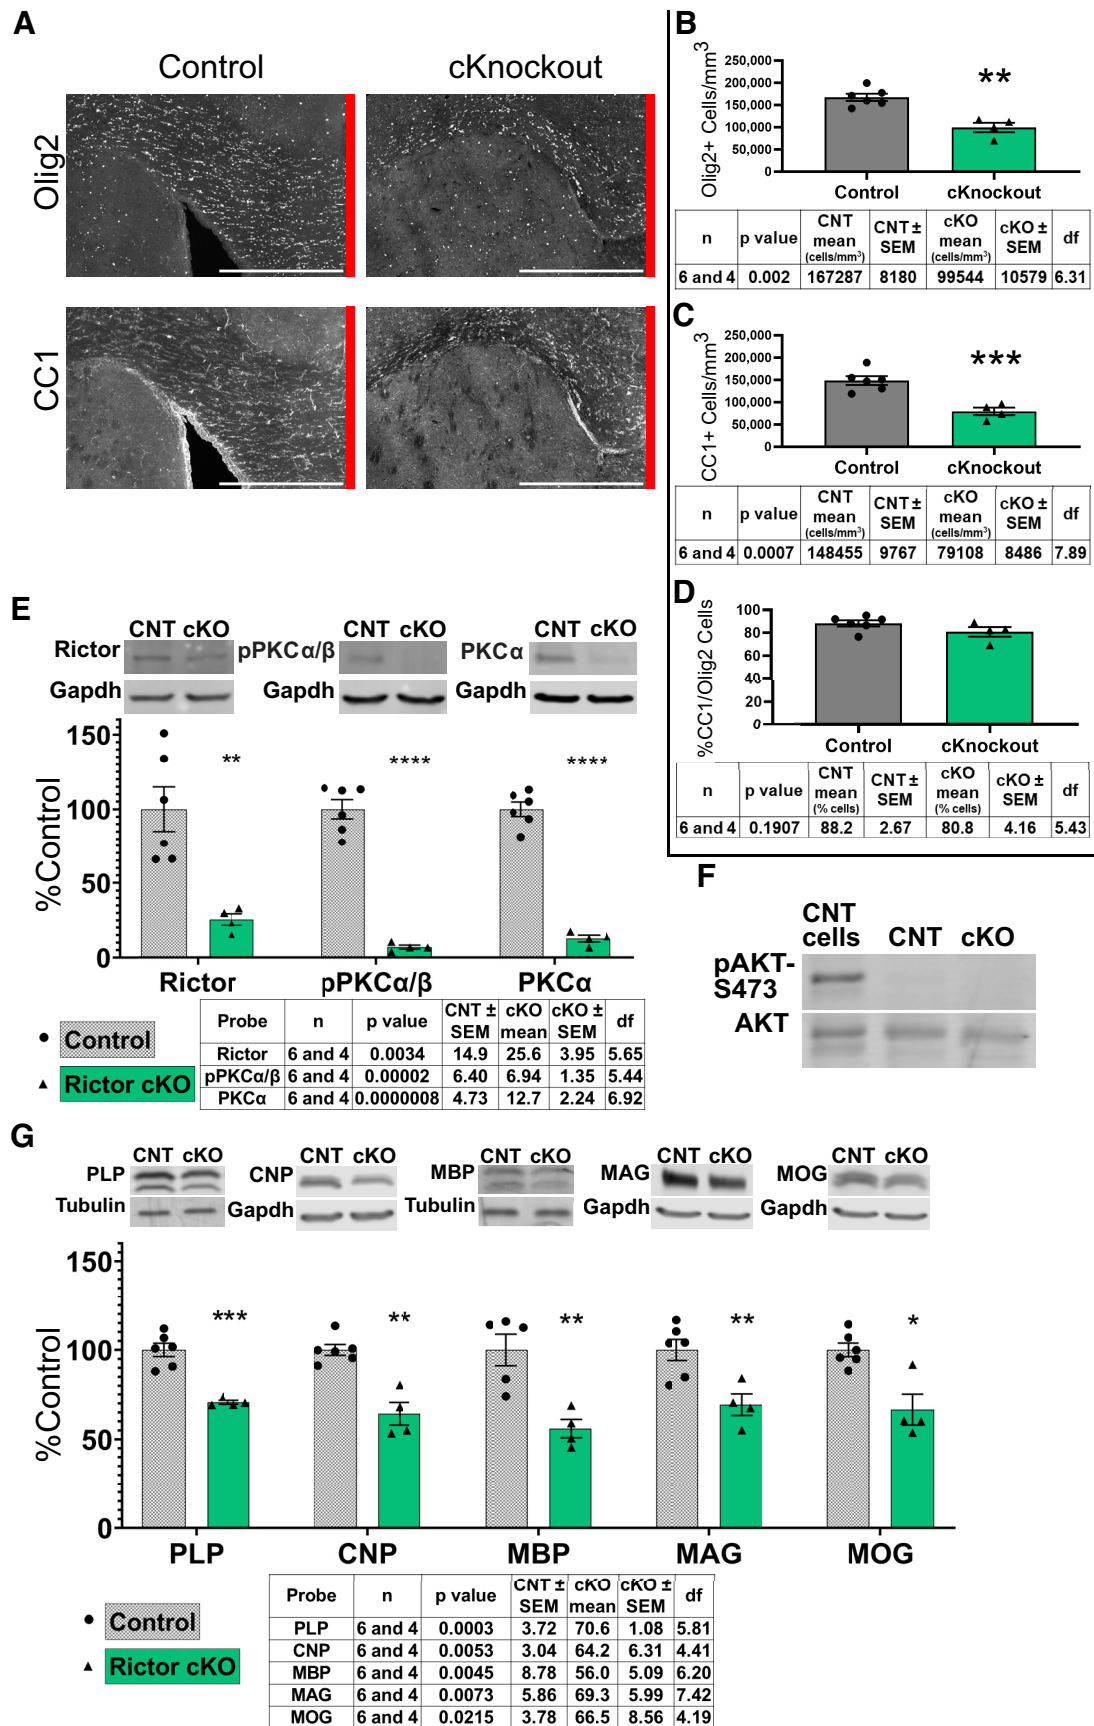 A
Control cKnockout
Olig2
CC1
B
Olig2+ Cells/mm³
250,000
200,000
150,000
100,000
50,000
0
Control cKnockout
**
n p value CNT mean (cells/mm³) CNT ± SEM cKO mean (cells/mm³) cKO ± SEM df
6 and 4 0.002 167287 8180 99544 10579 6.31
C
CC1+ Cells/mm³
250,000
200,000
150,000
100,000
50,000
0
Control cKnockout
***
n p value CNT mean (cells/mm³) CNT ± SEM cKO mean (cells/mm³) cKO ± SEM df
6 and 4 0.0007 148455 9767 79108 8486 7.89
D
%CC1/Olig2 Cells
100
80
60
40
20
0
Control cKnockout
n p value CNT mean (% cells) CNT ± SEM cKO mean (% cells) cKO ± SEM df
6 and 4 0.1907 88.2 2.67 80.8 4.16 5.43
E
CNT cKO CNT cKO CNT cKO
Rictor pPKCα/β PKCα
Gapdh Gapdh Gapdh
%Control
150
100
50
0
** **** ****
Rictor pPKCα/β PKCα
Control
Rictor cKO
Probe n p value CNT ± SEM cKO mean cKO ± SEM df
Rictor 6 and 4 0.0034 14.9 25.6 3.95 5.65
pPKCα/β 6 and 4 0.00002 6.40 6.94 1.35 5.44
PKCα 6 and 4 0.0000008 4.73 12.7 2.24 6.92
F
CNT cells CNT cKO
pAKT-
S473
AKT
G
CNT cKO CNT cKO CNT cKO CNT cKO CNT cKO
PLP CNP MBP MAG MOG
Tubulin Gapdh Tubulin Gapdh Gapdh
%Control
150
100
50
0
*** ** ** ** *
PLP CNP MBP MAG MOG
Control
Rictor cKO
Probe n p value CNT ± SEM cKO mean cKO ± SEM df
PLP 6 and 4 0.0003 3.72 70.6 1.08 5.81
CNP 6 and 4 0.0053 3.04 64.2 6.31 4.41
MBP 6 and 4 0.0045 8.78 56.0 5.09 6.20
MAG 6 and 4 0.0073 5.86 69.3 5.99 7.42
MOG 6 and 4 0.0215 3.78 66.5 8.56 4.19